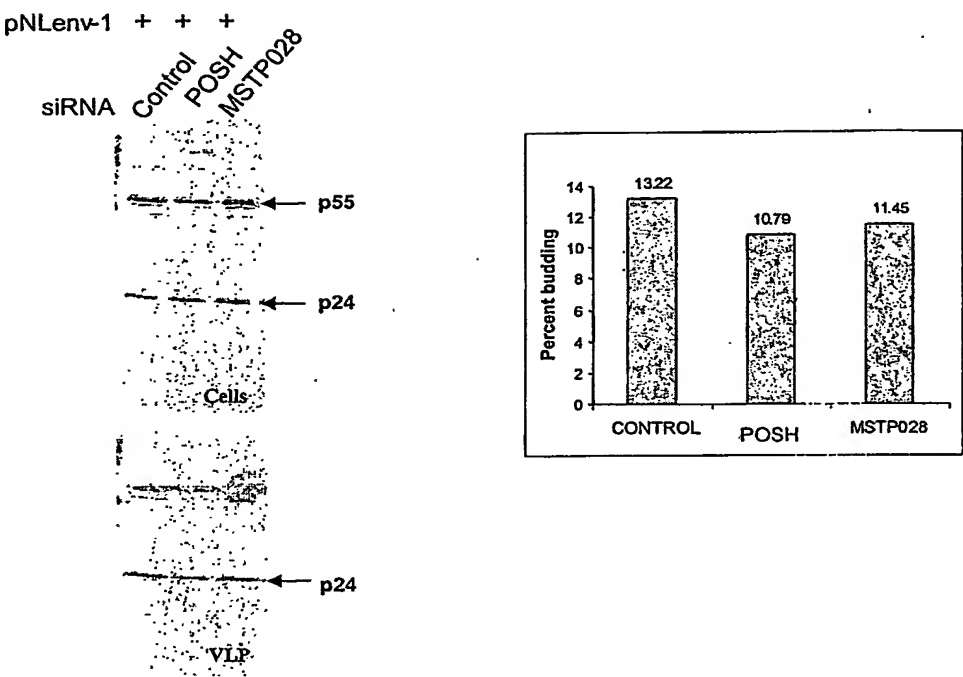 pNLenv-1 + + +
siRNA Control POSH MSTP028
p55
p24
Cells
p24
VLP
Percent budding
14
12
10
8
6
4
2
0
13.22
10.79
11.45
CONTROL
POSH
MSTP028